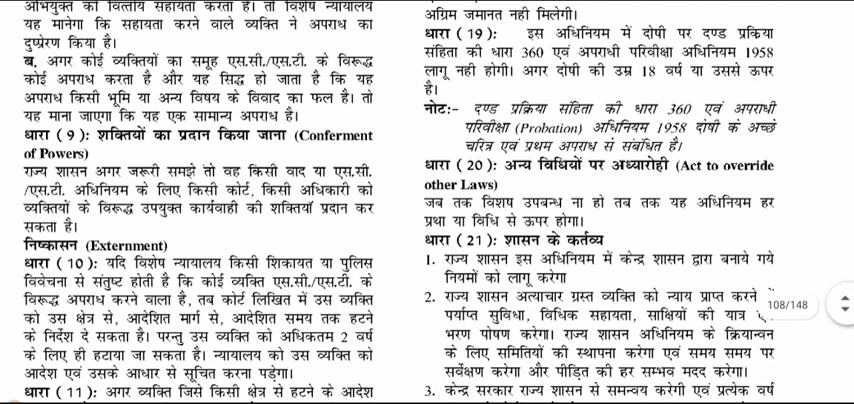 अभियुक्त को वित्तीय सहायता करता है। तो विशेष न्यायालय
यह मानेगा कि सहायता करने वाले व्यक्ति ने अपराध का
दुष्प्रेरण किया है।
ब. अगर कोई व्यक्तियों का समूह एस.सी./एस.टी. के विरूद्ध
कोई अपराध करता है और यह सिद्ध हो जाता है कि यह
अपराध किसी भूमि या अन्य विषय के विवाद का फल है। तो
यह माना जाएगा कि यह एक सामान्य अपराध है।
धारा ( 9 ): शक्तियों का प्रदान किया जाना (Conferment
of Powers)
राज्य शासन अगर जरूरी समझे तो वह किसी वाद या एस.सी.
/एस.टी. अधिनियम के लिए किसी कोर्ट, किसी अधिकारी को
व्यक्तियों के विरूद्ध उपयुक्त कार्यवाही की शक्तियाँ प्रदान कर
सकता है।
निष्कासन (Externment)
धारा ( 10 ): यदि विशेष न्यायालय किसी शिकायत या पुलिस
विवेचना से संतुष्ट होती है कि कोई व्यक्ति एस.सी./एस.टी. के
विरूद्ध अपराध करने वाला है, तब कोर्ट लिखित में उस व्यक्ति
को उस क्षेत्र से, आदेशित मार्ग से, आदेशित समय तक हटने
के निर्देश दे सकता है। परन्तु उस व्यक्ति को अधिकतम 2 वर्ष
के लिए ही हटाया जा सकता है। न्यायालय को उस व्यक्ति को
आदेश एवं उसके आधार से सूचित करना पड़ेगा।
धारा ( 11 ): अगर व्यक्ति जिसे किसी क्षेत्र से हटने के आदेश
अग्रिम जमानत नही मिलेगी।
धारा ( 19 ): इस अधिनियम में दोषी पर दण्ड प्रक्रिया
संहिता की धारा 360 एवं अपराधी परिवीक्षा अधिनियम 1958
लागू नही होगी। अगर दोषी की उम्र 18 वर्ष या उससे ऊपर
है।
नोट:- दण्ड प्रक्रिया संहिता की धारा 360 एवं अपराधी
परिवीक्षा (Probation) अधिनियम 1958 दोषी के अच्छे
चरित्र एवं प्रथम अपराध से संबंधित है।
धारा ( 20 ): अन्य विधियों पर अध्यारोही (Act to override
other Laws)
जब तक विशष उपबन्ध ना हो तब तक यह अधिनियम हर
प्रथा या विधि से ऊपर होगा।
धारा ( 21 ): शासन के कर्तव्य
1. राज्य शासन इस अधिनियम में केन्द्र शासन द्वारा बनाये गये
नियमों को लागू करेगा
2. राज्य शासन अत्याचार ग्रस्त व्यक्ति को न्याय प्राप्त करने
पर्याप्त सुविधा, विधिक सहायता, साक्षियों की यात्र
भरण पोषण करेगा। राज्य शासन अधिनियम के क्रियान्वन
के लिए समितियों की स्थापना करेगा एवं समय समय पर
सर्वेक्षण करेगा और पीड़ित की हर सम्भव मदद करेगा।
3. केन्द्र सरकार राज्य शासन से समन्वय करेगी एवं प्रत्येक वर्ष
108/148